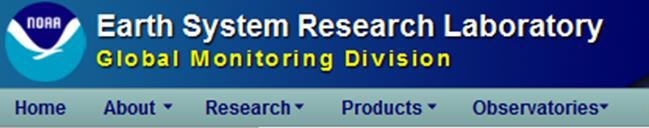 NOAA
Earth System Research Laboratory
Global Monitoring Division
Home About Research Products Observatories